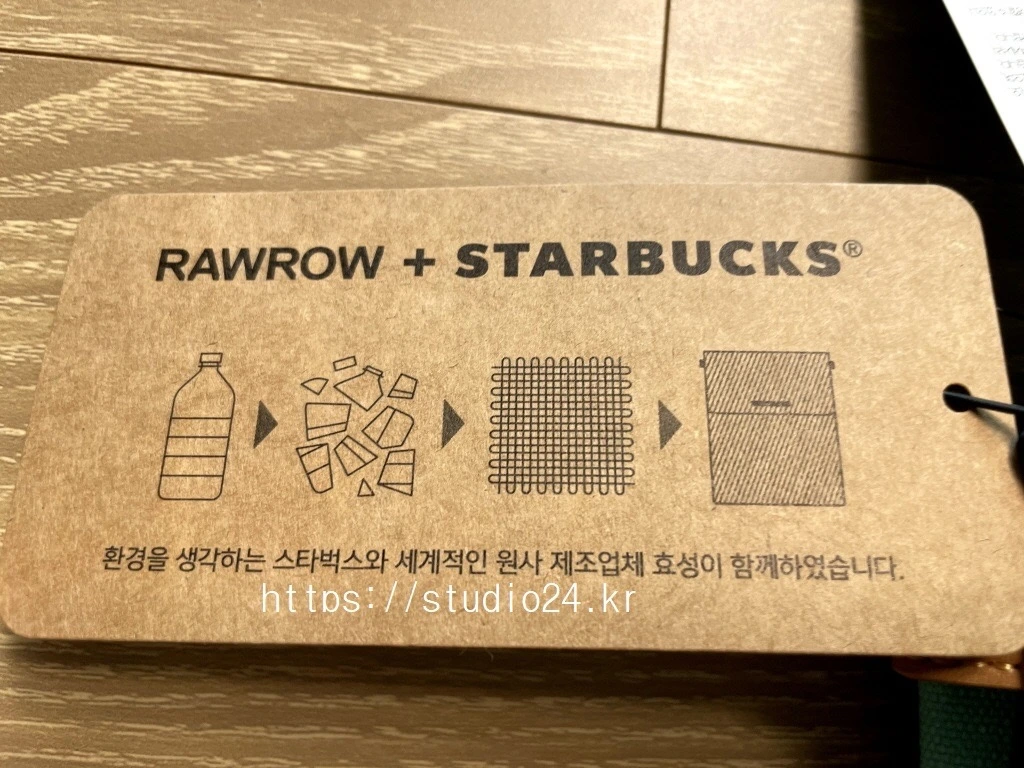 RAWROW + STARBUCKS®
환경을 생각하는 스타벅스와 세계적인 원사 제조업체 효성이 함께하였습니다.
https://studio24.kr